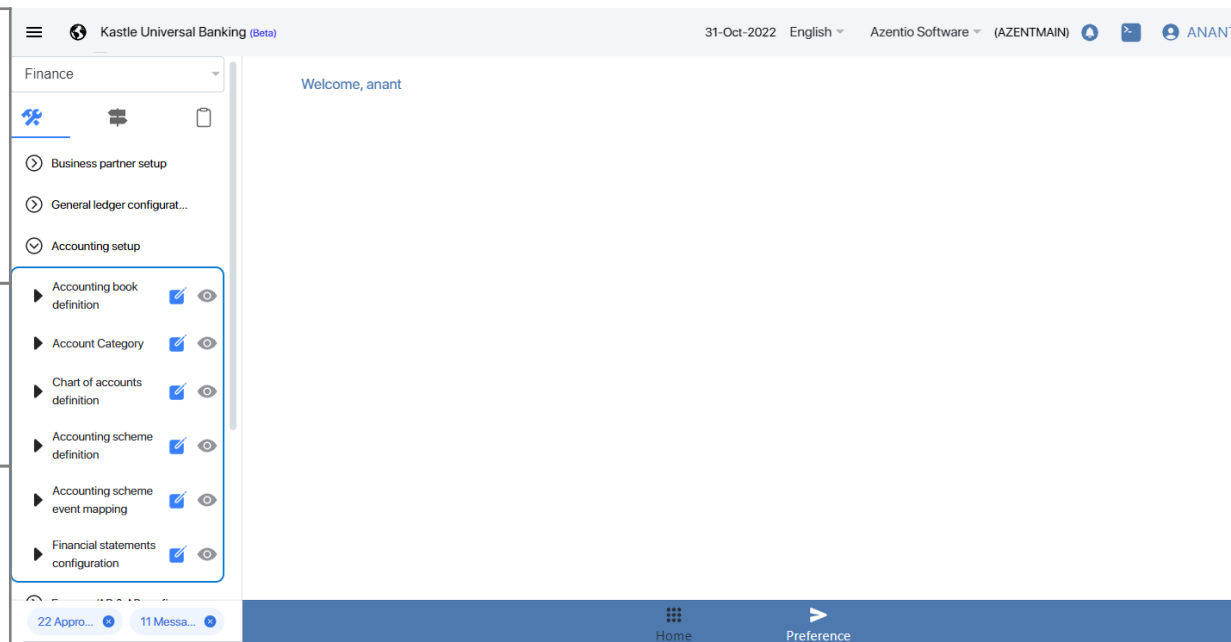 Kastle Universal Banking (Beta)
31-Oct-2022 English Azentio Software (AZENTMAIN) ANANT
Finance
Welcome, anant
Business partner setup
General ledger configurat...
Accounting setup
Accounting book
definition
Account Category
Chart of accounts
definition
Accounting scheme
definition
Accounting scheme
event mapping
Financial statements
configuration
22 Appro...
11 Messa...
Home
Preference